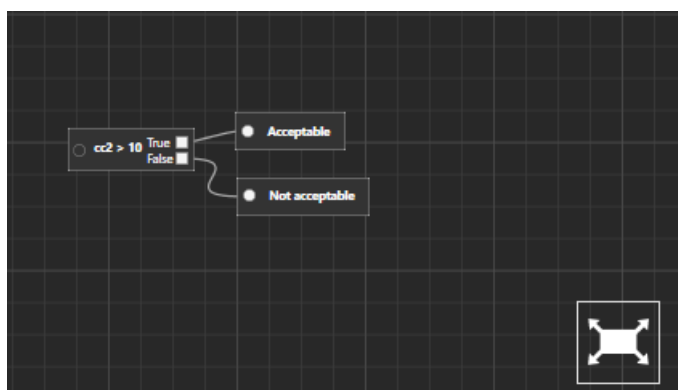 cc2 > 10
True
False
Acceptable
Not acceptable